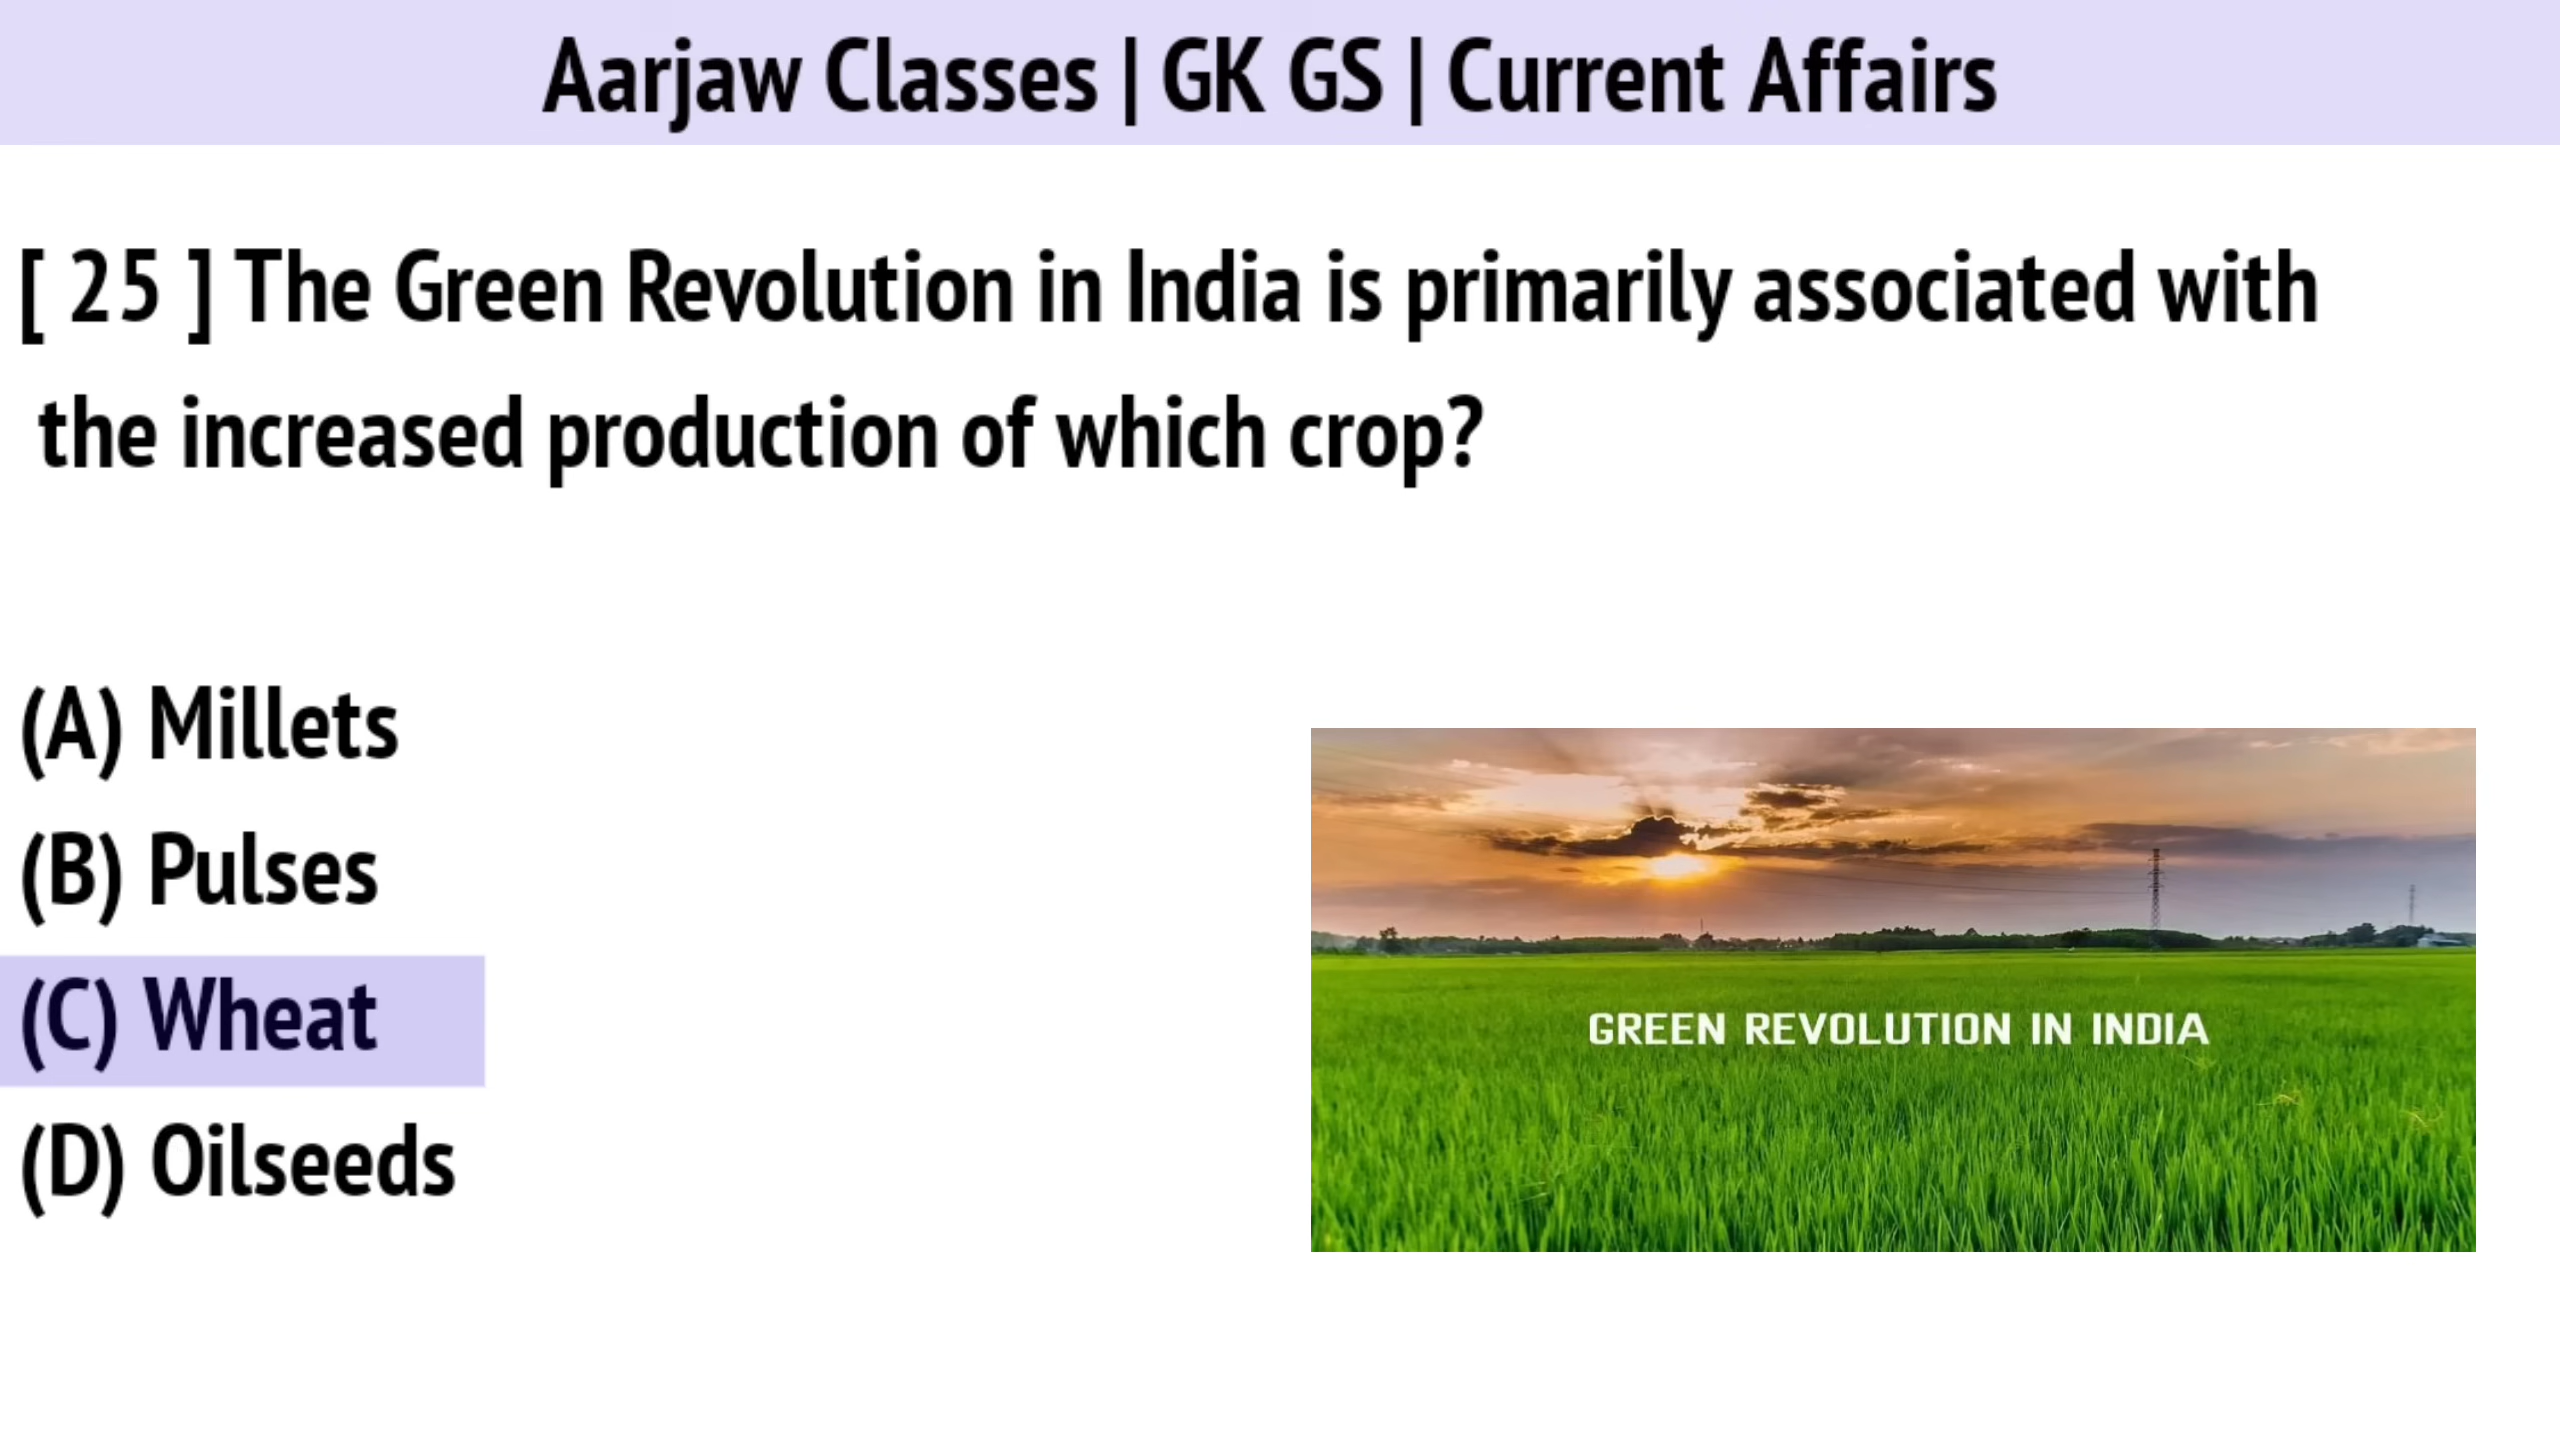 Aarjaw Classes | GK GS | Current Affairs
[ 25 ] The Green Revolution in India is primarily associated with
the increased production of which crop?
(A) Millets
(B) Pulses
(C) Wheat
(D) Oilseeds
GREEN REVOLUTION IN INDIA